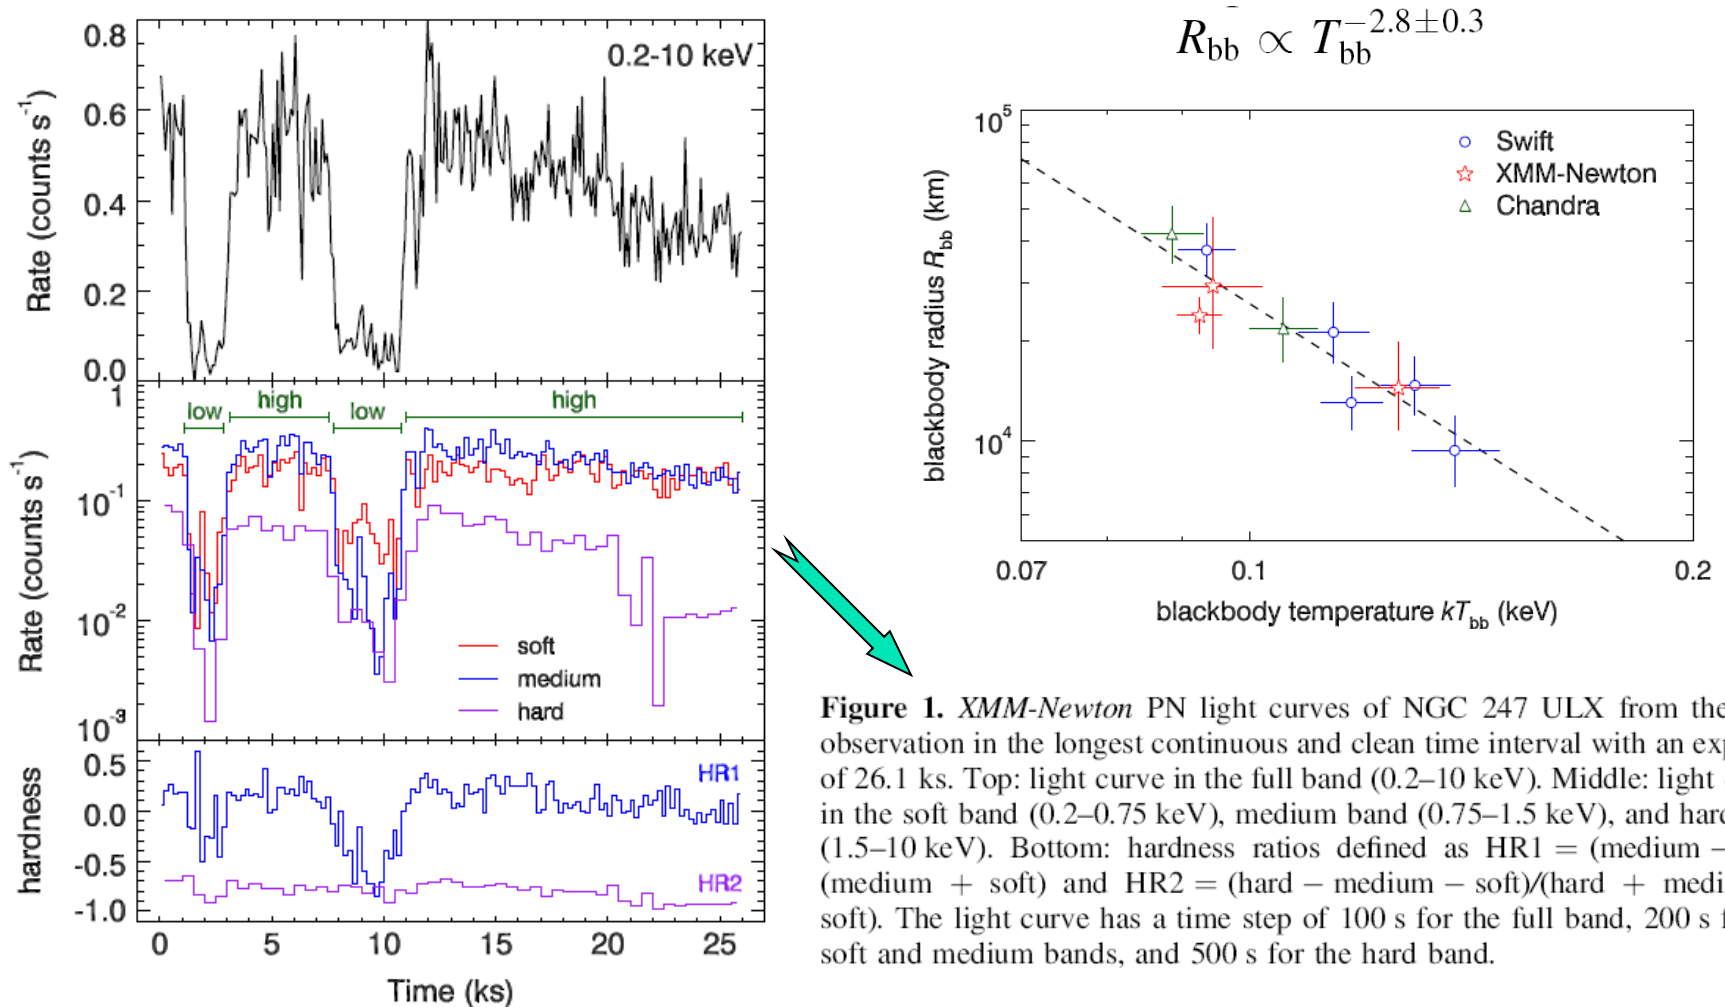 0.8
0.6
0.4
0.2
0.0
Rate (counts s⁻¹)
0.2-10 keV
1
10⁻¹
10⁻²
10⁻³
Rate (counts s⁻¹)
low
high
low
high
soft
medium
hard
0.5
0.0
-0.5
-1.0
hardness
HR1
HR2
0 5 10 15 20 25
Time (ks)
R_bb ∝ T_bb^−2.8±0.3
10⁵
10⁴
blackbody radius R_bb (km)
Swift
XMM-Newton
Chandra
0.07 0.1 0.2
blackbody temperature kT_bb (keV)
Figure 1. XMM-Newton PN light curves of NGC 247 ULX from the
observation in the longest continuous and clean time interval with an exp
of 26.1 ks. Top: light curve in the full band (0.2–10 keV). Middle: light
in the soft band (0.2–0.75 keV), medium band (0.75–1.5 keV), and hard
(1.5–10 keV). Bottom: hardness ratios defined as HR1 = (medium −
(medium + soft) and HR2 = (hard − medium − soft)/(hard + medi
soft). The light curve has a time step of 100 s for the full band, 200 s f
soft and medium bands, and 500 s for the hard band.